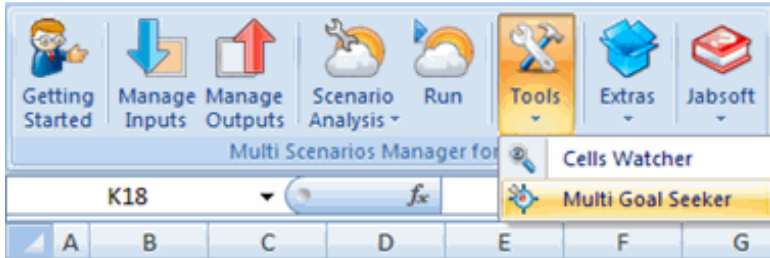 Getting Started
Manage Inputs
Manage Outputs
Scenario Analysis
Run
Tools
Extras
Jabsoft
Multi Scenarios Manager for
Cells Watcher
K18
fx
Multi Goal Seeker
A B C D E F G